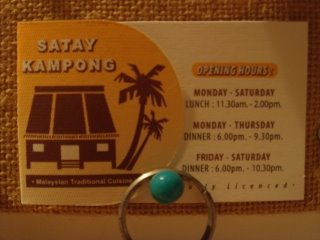 SATAY
KAMPONG
• Malaysian Traditional Cuisine
OPENING HOURS:
MONDAY - SATURDAY
LUNCH : 11.30am. - 2.00pm.
MONDAY - THURSDAY
DINNER : 6.00pm. - 9.30pm.
FRIDAY - SATURDAY
DINNER : 6.00pm. - 10.30pm.
Licenced •